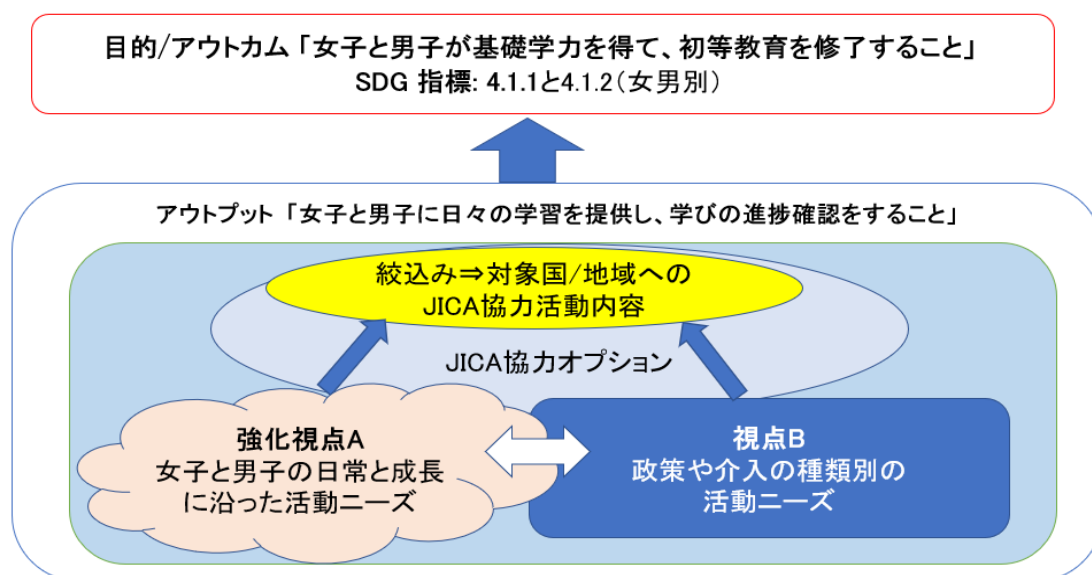 目的/アウトカム 「女子と男子が基礎学力を得て、初等教育を修了すること」
SDG 指標: 4.1.1と4.1.2(女男別)
アウトプット 「女子と男子に日々の学習を提供し、学びの進捗確認をすること」
絞込み⇒対象国/地域への
JICA協力活動内容
JICA協力オプション
強化視点A
女子と男子の日常と成長
に沿った活動ニーズ
視点B
政策や介入の種類別の
活動ニーズ